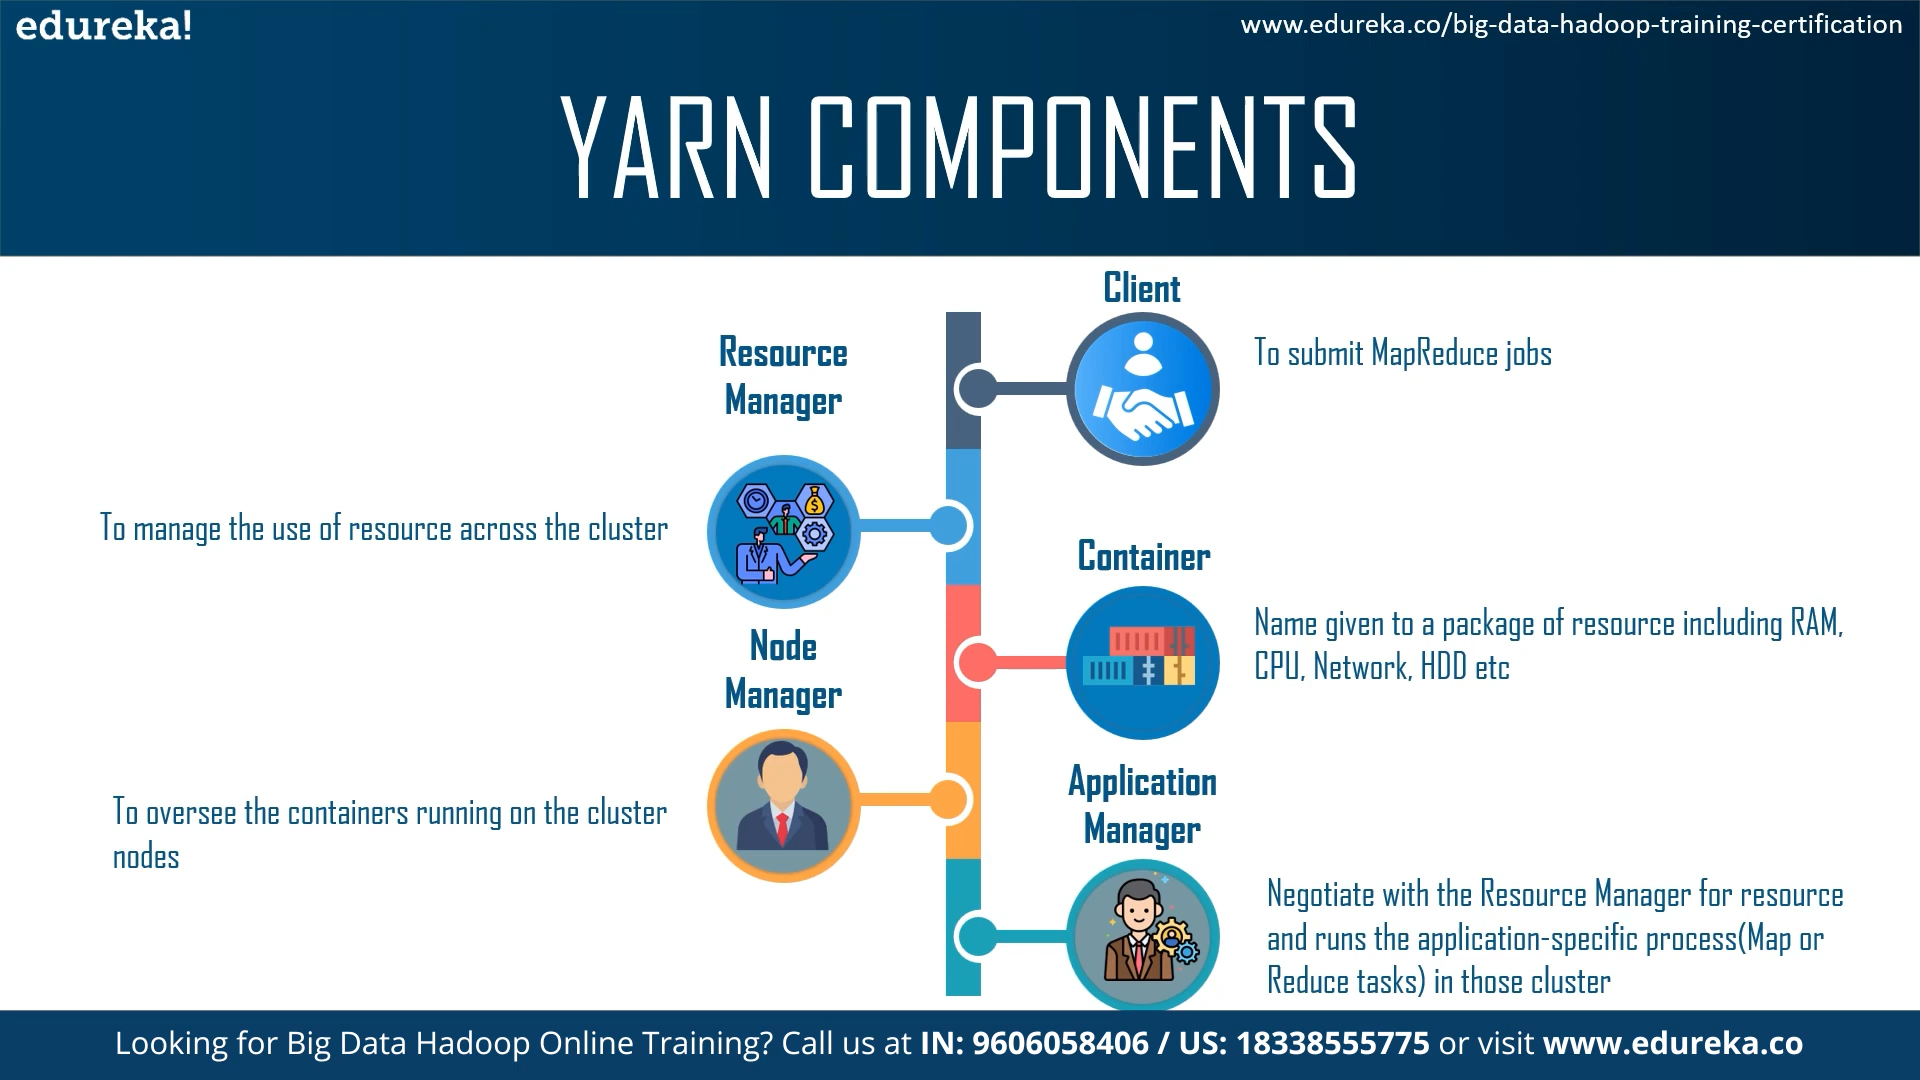 edureka!
www.edureka.co/big-data-hadoop-training-certification
YARN COMPONENTS
Client
To submit MapReduce jobs
Resource
Manager
To manage the use of resource across the cluster
Container
Name given to a package of resource including RAM,
CPU, Network, HDD etc
Node
Manager
To oversee the containers running on the cluster
nodes
Application
Manager
Negotiate with the Resource Manager for resource
and runs the application-specific process(Map or
Reduce tasks) in those cluster
Looking for Big Data Hadoop Online Training? Call us at IN: 9606058406 / US: 18338555775 or visit www.edureka.co